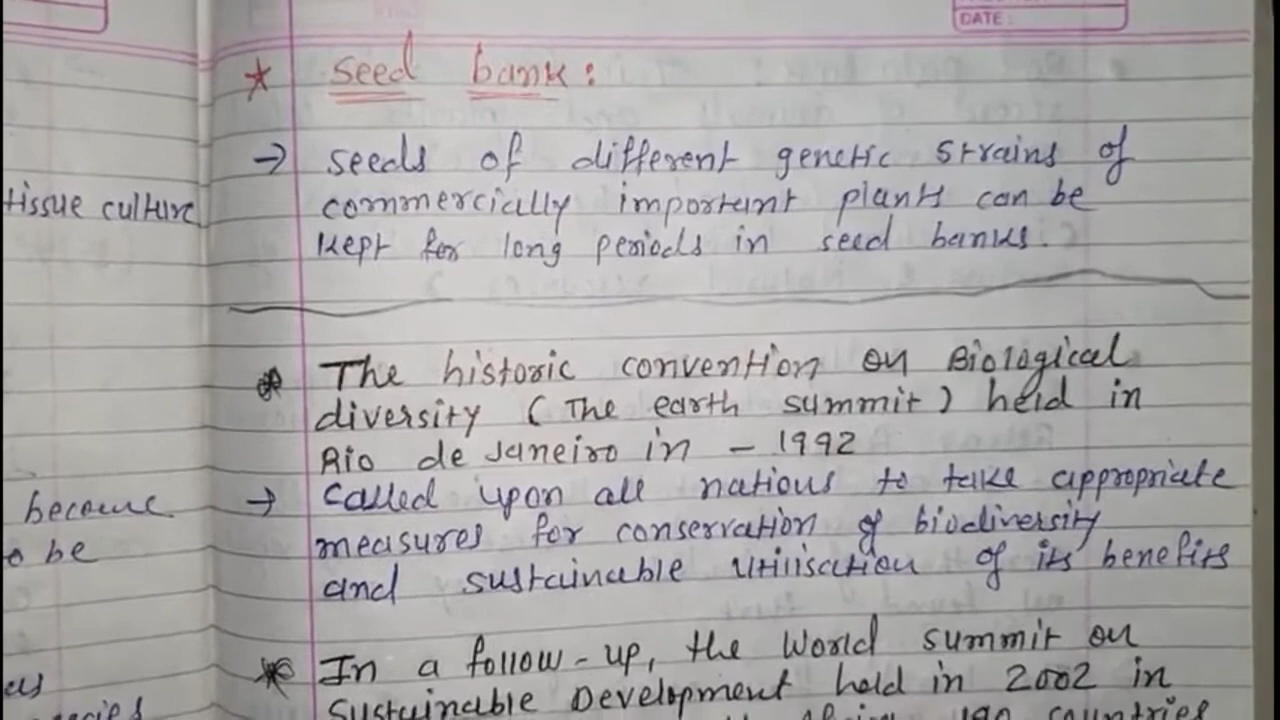 DATE :
★ seed bank :
→ seeds of different genetic strains of
commercially important plants can be
kept for long periods in seed banks.
The historic convention on Biological
diversity ( The earth summit ) held in
Rio de Janeiro in - 1992
→ called upon all nations to take appropriate
measures for conservation of biodiversity
and sustainable utilisation of its benefits
In a follow-up, the World summit on
Sustainable Development held in 2002 in
190 countries
tissue culture
become
o be